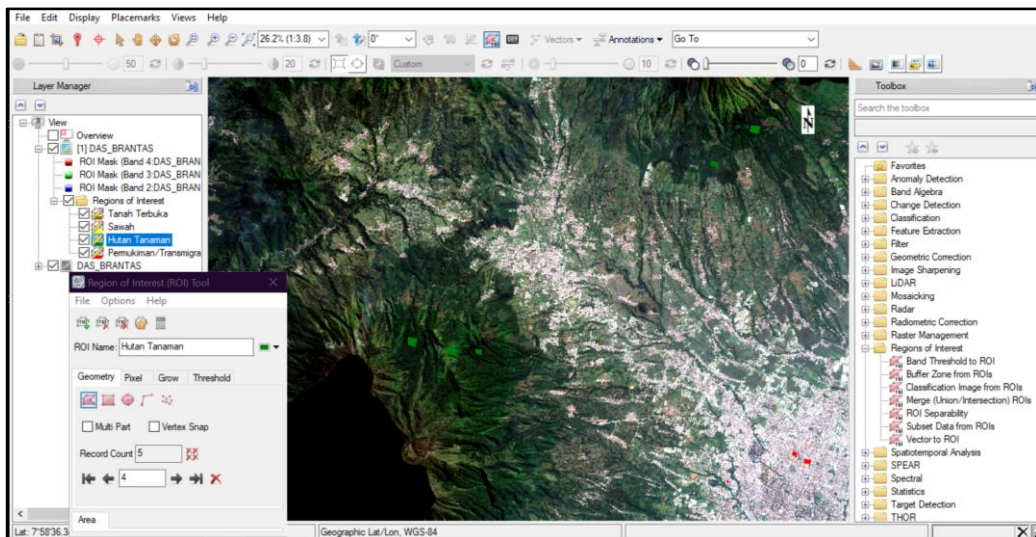 File Edit Display Placemarks Views Help
26.2% (1:3.8) 0° Vectors Annotations Go To
50 20 Custom 10 0
Layer Manager
View
Overview
[1] DAS_BRANTAS
ROI Mask (Band 4:DAS_BRAN
ROI Mask (Band 3:DAS_BRAN
ROI Mask (Band 2:DAS_BRAN
Regions of Interest
Tanah Terbuka
Sawah
Hutan Tanaman
Pemukiman/Transmigra
DAS_BRANTAS
Region of Interest (ROI) Tool
File Options Help
ROI Name: Hutan Tanaman
Geometry Pixel Grow Threshold
Multi Part Vertex Snap
Record Count 5
4
Area
N
Toolbox
Search the toolbox
Favorites
Anomaly Detection
Band Algebra
Change Detection
Classification
Feature Extraction
Filter
Geometric Correction
Image Sharpening
LiDAR
Mosaicking
Radar
Radiometric Correction
Raster Management
Regions of Interest
Band Threshold to ROI
Buffer Zone from ROIs
Classification Image from ROIs
Merge (Union/Intersection) ROIs
ROI Separability
Subset Data from ROIs
Vector to ROI
Spatiotemporal Analysis
SPEAR
Spectral
Statistics
Target Detection
THOR
Lat: 7°58'36.3 Geographic Lat/Lon, WGS-84